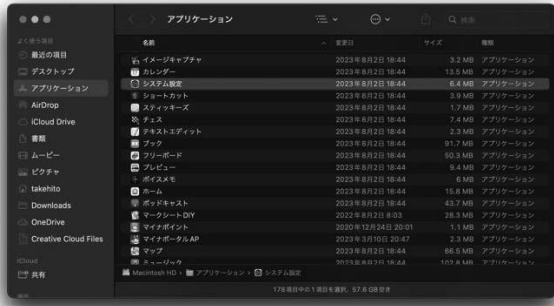 アプリケーション
検索
よく使う項目
最近の項目
デスクトップ
アプリケーション
AirDrop
iCloud Drive
書類
ムービー
ピクチャ
takehito
Downloads
OneDrive
Creative Cloud Files
iCloud
共有
名前 変更日 サイズ 種類
イメージキャプチャ 2023年8月2日 18:44 3.2 MB アプリケーション
カレンダー 2023年8月2日 18:44 13.5 MB アプリケーション
システム設定 2023年8月2日 18:44 6.4 MB アプリケーション
ショートカット 2023年8月2日 18:44 3.9 MB アプリケーション
スティッキーズ 2023年8月2日 18:44 1.7 MB アプリケーション
チェス 2023年8月2日 18:44 7.4 MB アプリケーション
テキストエディット 2023年8月2日 18:44 2.3 MB アプリケーション
ブック 2023年8月2日 18:44 91.7 MB アプリケーション
フリーボード 2023年8月2日 18:44 50.3 MB アプリケーション
プレビュー 2023年8月2日 18:44 9.4 MB アプリケーション
ボイスメモ 2023年8月2日 18:44 6 MB アプリケーション
ホーム 2023年8月2日 18:44 15.8 MB アプリケーション
ポッドキャスト 2023年8月2日 18:44 43.7 MB アプリケーション
マークシートDIY 2022年8月2日 8:03 28.3 MB アプリケーション
マイナポイント 2020年12月24日 20:01 1.1 MB アプリケーション
マイナポータルAP 2023年3月10日 20:47 2.3 MB アプリケーション
マップ 2023年8月2日 18:44 66.5 MB アプリケーション
ミュージック 2023年8月2日 18:44 102.8 MB アプリケーション
Macintosh HD › アプリケーション › システム設定
178項目中の1項目を選択、57.6 GB空き